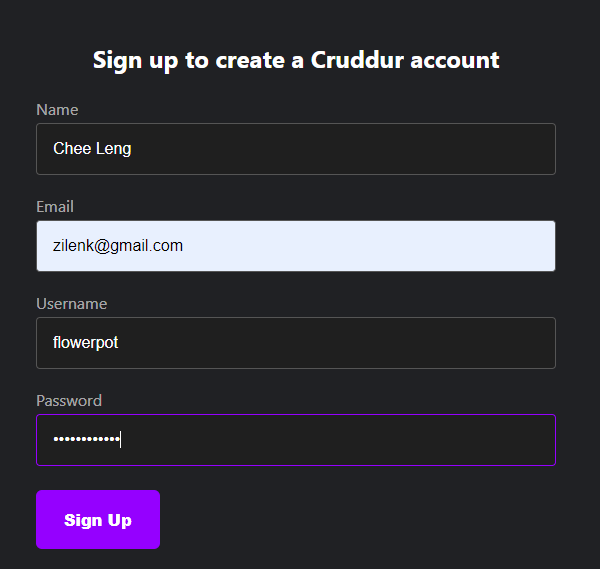 Sign up to create a Cruddur account
Name
Chee Leng
Email
zilenk@gmail.com
Username
flowerpot
Password
••••••••••••
Sign Up